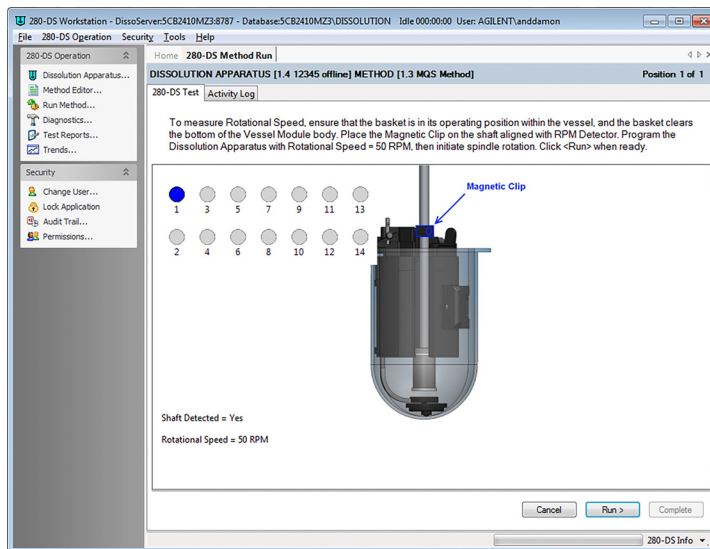 280-DS Workstation - DissoServer:5CB2410MZ3:8787 - Database:5CB2410MZ3\DISSOLUTION Idle 000:00:00 User: AGILENT\anddamon
File 280-DS Operation Security Tools Help
280-DS Operation
Dissolution Apparatus...
Method Editor...
Run Method...
Diagnostics...
Test Reports...
Trends...
Security
Change User...
Lock Application
Audit Trail...
Permissions...
Home 280-DS Method Run
DISSOLUTION APPARATUS [1.4 12345 offline] METHOD [1.3 MQS Method] Position 1 of 1
280-DS Test Activity Log
To measure Rotational Speed, ensure that the basket is in its operating position within the vessel, and the basket clears
the bottom of the Vessel Module body. Place the Magnetic Clip on the shaft aligned with RPM Detector. Program the
Dissolution Apparatus with Rotational Speed = 50 RPM, then initiate spindle rotation. Click <Run> when ready.
Magnetic Clip
1 3 5 7 9 11 13
2 4 6 8 10 12 14
Shaft Detected = Yes
Rotational Speed = 50 RPM
Cancel Run > Complete
280-DS Info